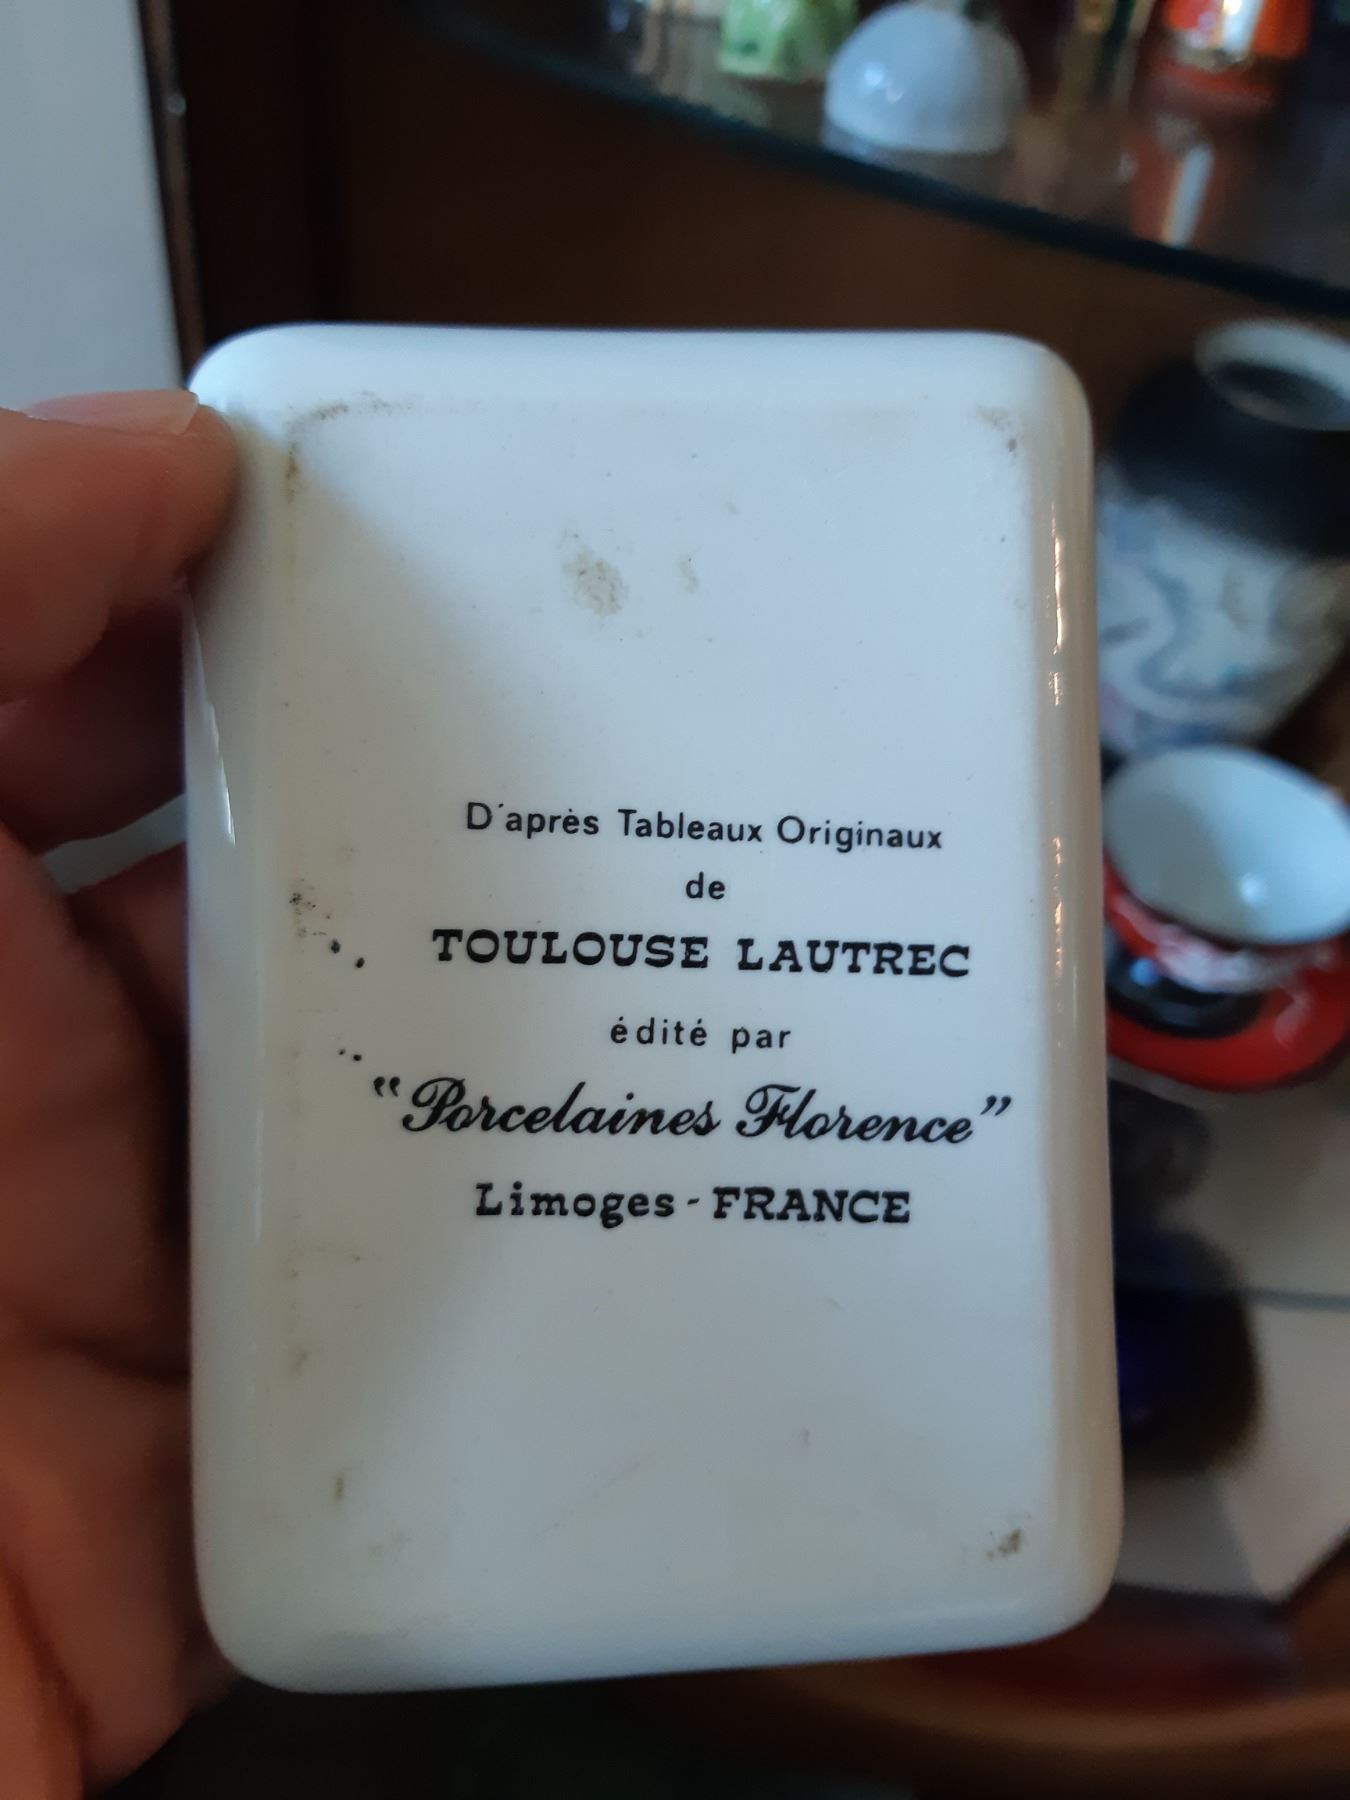 D'après Tableaux Originaux
de
TOULOUSE LAUTREC
édité par
"Porcelaines Florence"
Limoges - FRANCE